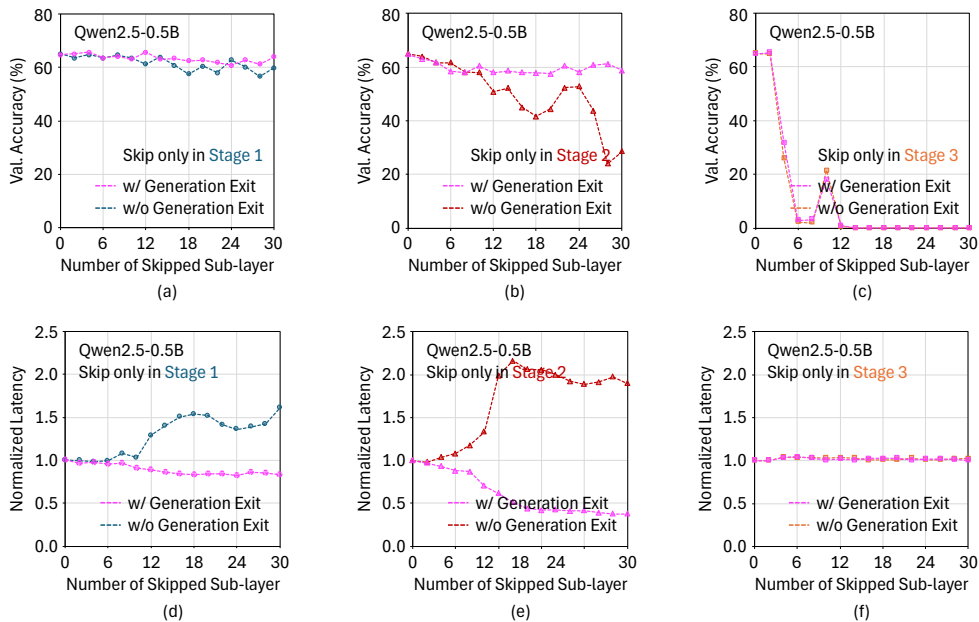 80
60
40
20
0
Val. Accuracy (%)
Qwen2.5-0.5B
Skip only in Stage 1
w/ Generation Exit
w/o Generation Exit
0 6 12 18 24 30
Number of Skipped Sub-layer
(a)
80
60
40
20
0
Val. Accuracy (%)
Qwen2.5-0.5B
Skip only in Stage 2
w/ Generation Exit
w/o Generation Exit
0 6 12 18 24 30
Number of Skipped Sub-layer
(b)
80
60
40
20
0
Val. Accuracy (%)
Qwen2.5-0.5B
Skip only in Stage 3
w/ Generation Exit
w/o Generation Exit
0 6 12 18 24 30
Number of Skipped Sub-layer
(c)
2.5
2.0
1.5
1.0
0.5
0.0
Normalized Latency
Qwen2.5-0.5B
Skip only in Stage 1
w/ Generation Exit
w/o Generation Exit
0 6 12 18 24 30
Number of Skipped Sub-layer
(d)
2.5
2.0
1.5
1.0
0.5
0.0
Normalized Latency
Qwen2.5-0.5B
Skip only in Stage 2
w/ Generation Exit
w/o Generation Exit
0 6 12 18 24 30
Number of Skipped Sub-layer
(e)
2.5
2.0
1.5
1.0
0.5
0.0
Normalized Latency
Qwen2.5-0.5B
Skip only in Stage 3
w/ Generation Exit
w/o Generation Exit
0 6 12 18 24 30
Number of Skipped Sub-layer
(f)